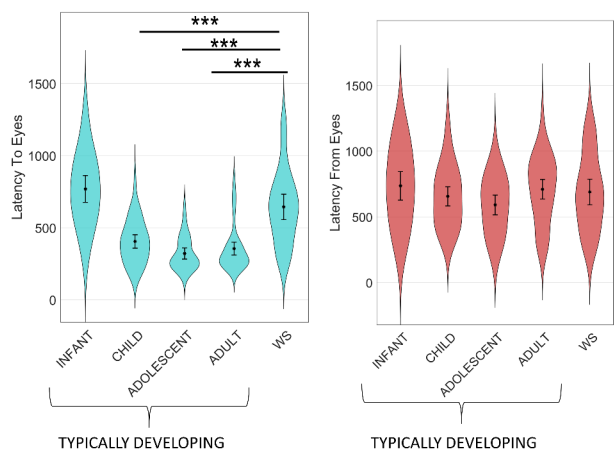 ***
***
***
Latency To Eyes
1500
1000
500
0
INFANT
CHILD
ADOLESCENT
ADULT
WS
TYPICALLY DEVELOPING
Latency From Eyes
1500
1000
500
0
INFANT
CHILD
ADOLESCENT
ADULT
WS
TYPICALLY DEVELOPING